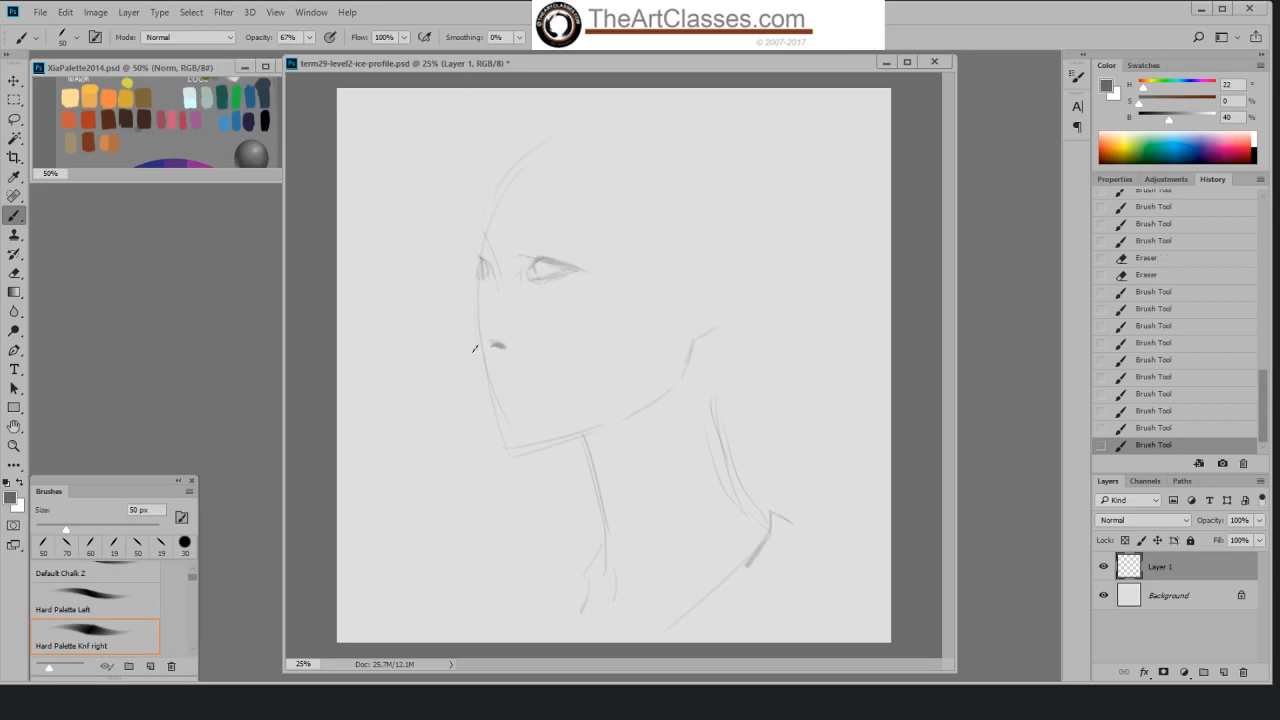 Ps File Edit Image Layer Type Select Filter 3D View Window Help
TheArtClasses.com
© 2007-2017
50 Mode: Normal Opacity: 67% Flow: 100% Smoothing: 0%
XiaPalette2014.psd @ 50% (Norm, RGB/8#)
WARM COOL
50%
term29-level2-ice-profile.psd @ 25% (Layer 1, RGB/8) *
25% Doc: 25.7M/12.1M
Color Swatches
H 22 °
S 0 %
B 40 %
Properties Adjustments History
Brush Tool
Brush Tool
Brush Tool
Brush Tool
Eraser
Eraser
Brush Tool
Brush Tool
Brush Tool
Brush Tool
Brush Tool
Brush Tool
Brush Tool
Brush Tool
Brush Tool
Brush Tool
Layers Channels Paths
Kind
Normal Opacity: 100%
Lock: Fill: 100%
Layer 1
Background
Brushes
Size: 50 px
50 70 60 19 50 19 30
Default Chalk Z
Hard Palette Left
Hard Palette Knf right